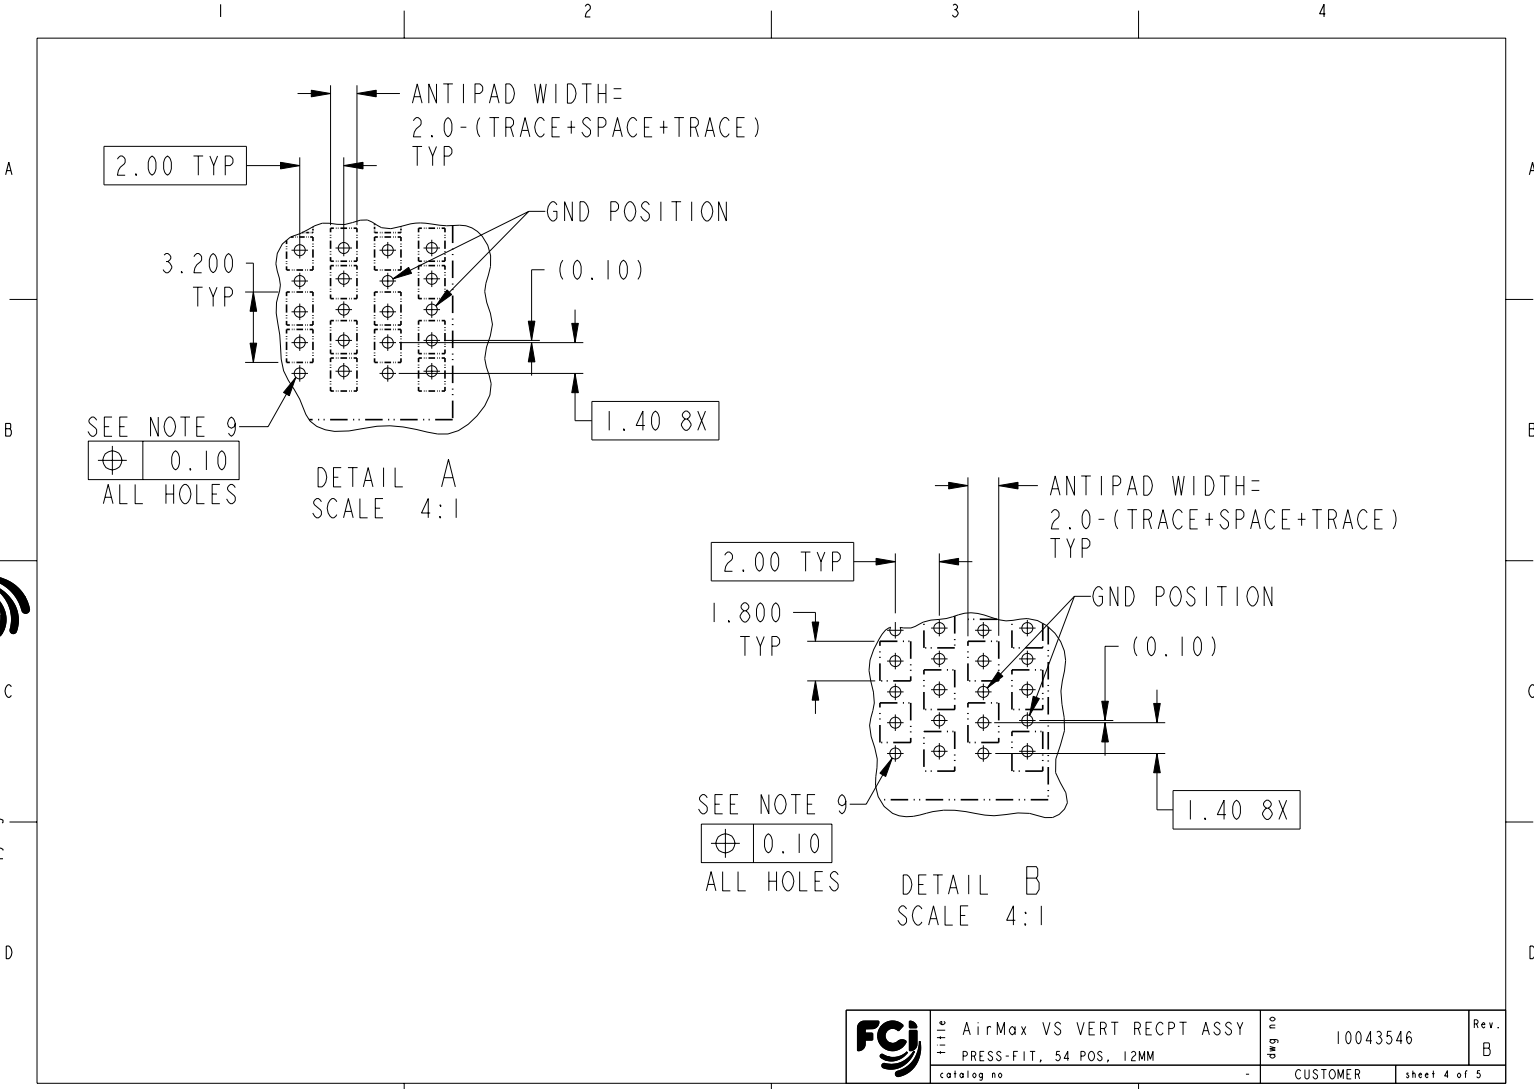 1 2 3 4
A A
B B
C C
D D
ANTIPAD WIDTH=
2.0-(TRACE+SPACE+TRACE)
TYP
2.00 TYP
GND POSITION
3.200
TYP
(0.10)
1.40 8X
SEE NOTE 9
0.10
ALL HOLES
DETAIL A
SCALE 4:1
ANTIPAD WIDTH=
2.0-(TRACE+SPACE+TRACE)
TYP
2.00 TYP
GND POSITION
1.800
TYP
(0.10)
1.40 8X
SEE NOTE 9
0.10
ALL HOLES
DETAIL B
SCALE 4:1
FCi
title
AirMax VS VERT RECPT ASSY
PRESS-FIT, 54 POS, 12MM
dwg no
10043546
Rev.
B
catalog no -
CUSTOMER
sheet 4 of 5